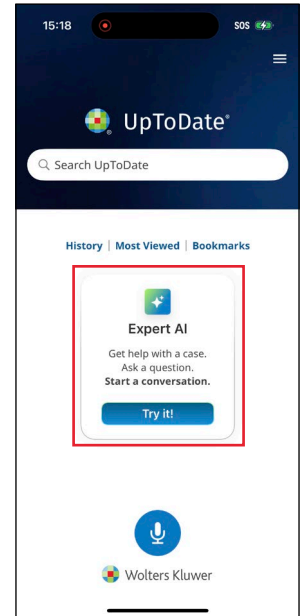 15:18 SOS
UpToDate®
Search UpToDate
History | Most Viewed | Bookmarks
Expert AI
Get help with a case.
Ask a question.
Start a conversation.
Try it!
Wolters Kluwer